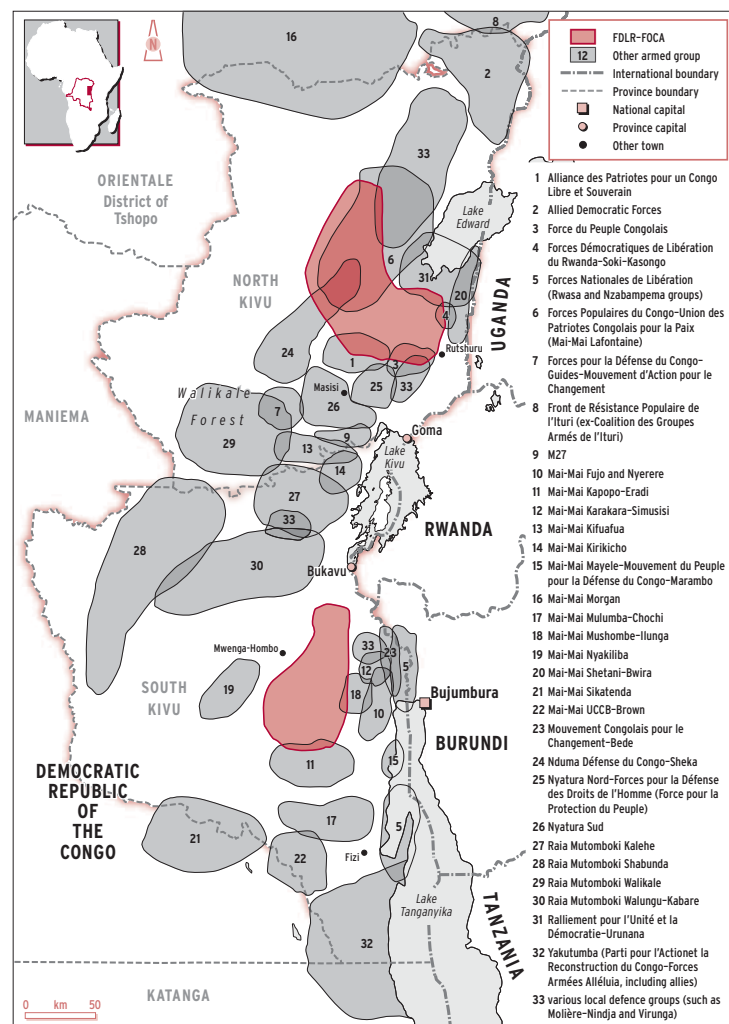 16
8
2
N
33
ORIENTALE
District of
Tshopo
Lake
Edward
6
31
NORTH
KIVU
20
4
UGANDA
Rutshuru
24
1
3
25
33
Masisi
26
Walikale
Forest
7
MANIEMA
29
9
13
Goma
Lake
Kivu
14
27
33
RWANDA
28
30
Bukavu
Mwenga-Hombo
33
23
5
12
19
18
10
SOUTH
KIVU
Bujumbura
BURUNDI
11
15
DEMOCRATIC
REPUBLIC
OF
THE
CONGO
17
5
21
22
Fizi
Lake
Tanganyika
TANZANIA
32
KATANGA
0 km 50
FDLR–FOCA
12 Other armed group
International boundary
Province boundary
National capital
Province capital
Other town
1 Alliance des Patriotes pour un Congo
Libre et Souverain
2 Allied Democratic Forces
3 Force du Peuple Congolais
4 Forces Démocratiques de Libération
du Rwanda-Soki-Kasongo
5 Forces Nationales de Libération
(Rwasa and Nzabampema groups)
6 Forces Populaires du Congo-Union des
Patriotes Congolais pour la Paix
(Mai-Mai Lafontaine)
7 Forces pour la Défense du Congo-
Guides-Mouvement d'Action pour le
Changement
8 Front de Résistance Populaire de
l'Ituri (ex-Coalition des Groupes
Armés de l'Ituri)
9 M27
10 Mai-Mai Fujo and Nyerere
11 Mai-Mai Kapopo-Eradi
12 Mai-Mai Karakara-Simusisi
13 Mai-Mai Kifuafua
14 Mai-Mai Kirikicho
15 Mai-Mai Mayele-Mouvement du Peuple
pour la Défense du Congo-Marambo
16 Mai-Mai Morgan
17 Mai-Mai Mulumba-Chochi
18 Mai-Mai Mushombe-Ilunga
19 Mai-Mai Nyakiliba
20 Mai-Mai Shetani-Bwira
21 Mai-Mai Sikatenda
22 Mai-Mai UCCB-Brown
23 Mouvement Congolais pour le
Changement-Bede
24 Nduma Défense du Congo-Sheka
25 Nyatura Nord-Forces pour la Défense
des Droits de l'Homme (Force pour la
Protection du Peuple)
26 Nyatura Sud
27 Raia Mutomboki Kalehe
28 Raia Mutomboki Shabunda
29 Raia Mutomboki Walikale
30 Raia Mutomboki Walungu-Kabare
31 Ralliement pour l'Unité et la
Démocratie-Urunana
32 Yakutumba (Parti pour l'Actionet la
Reconstruction du Congo-Forces
Armées Alléluia, including allies)
33 various local defence groups (such as
Molière-Nindja and Virunga)